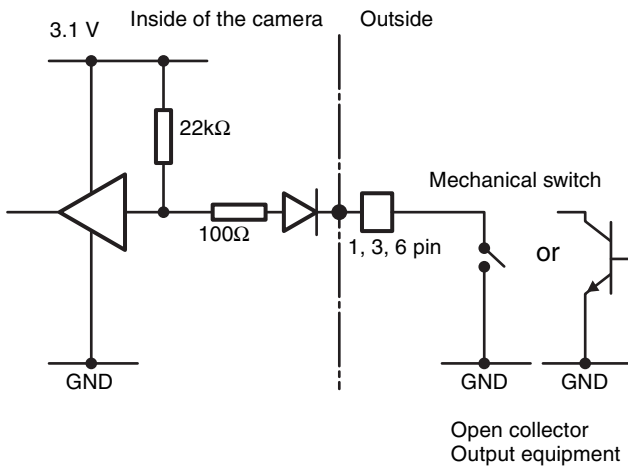 Inside of the camera
Outside
3.1 V
22kΩ
Mechanical switch
100Ω
1, 3, 6 pin
or
GND
GND
GND
Open collector
Output equipment